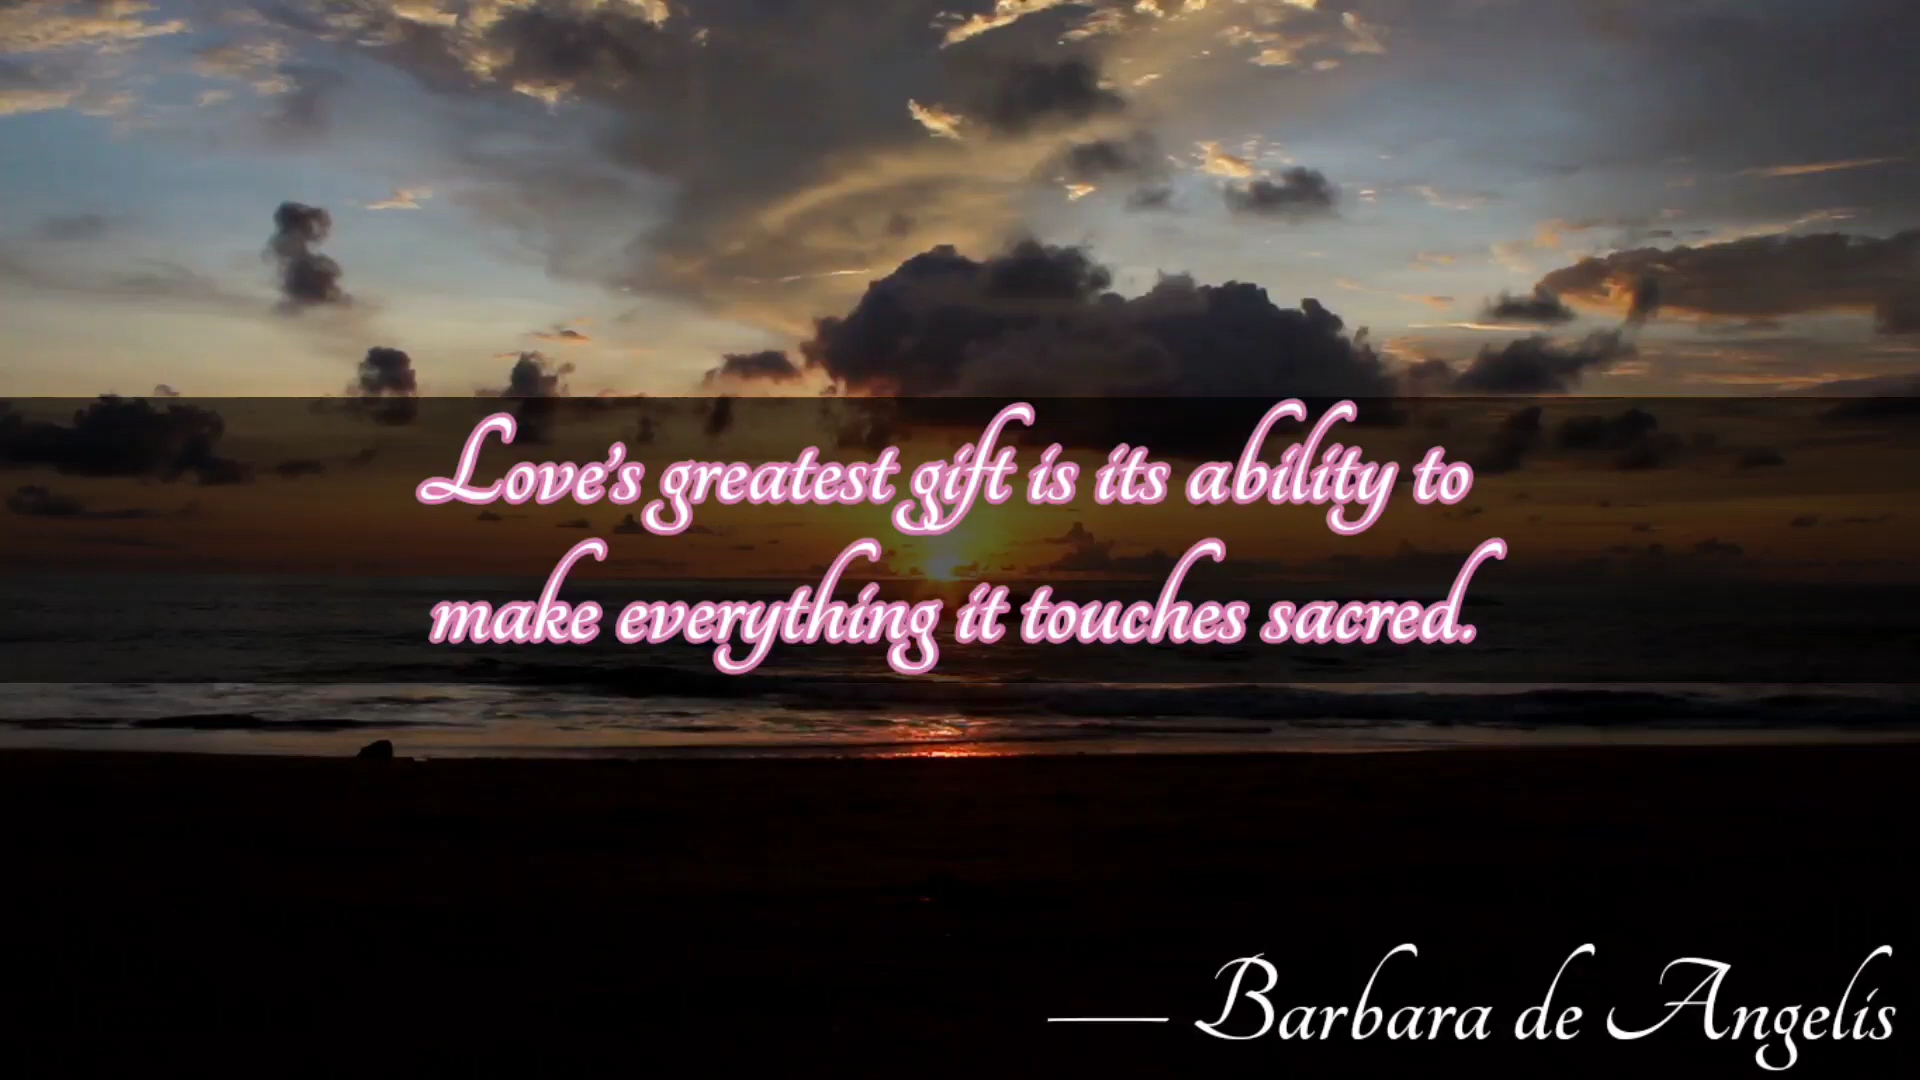 Love's greatest gift is its ability to
make everything it touches sacred.
— Barbara de Angelis